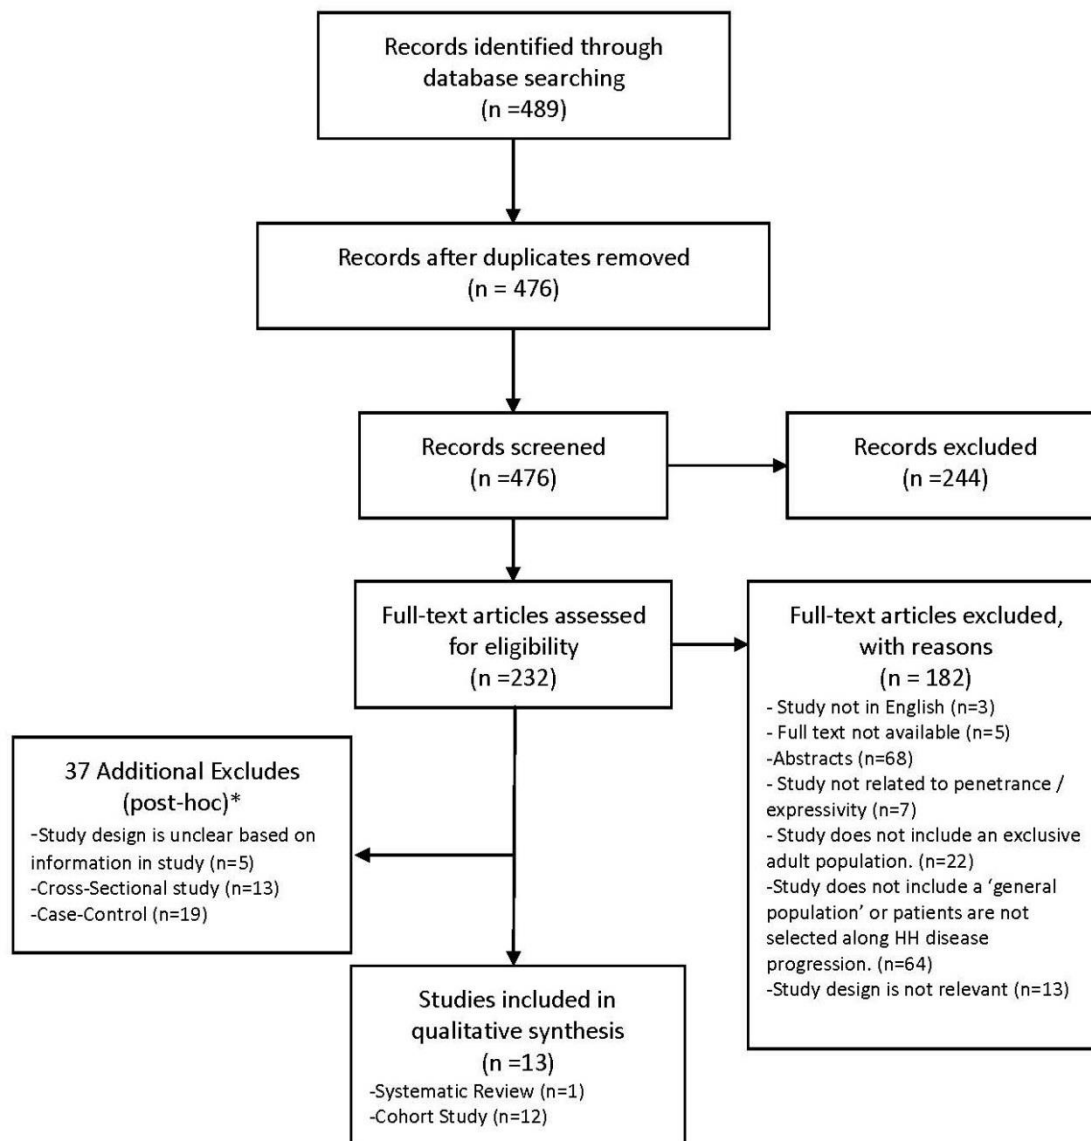 Records identified through
database searching
(n =489)
Records after duplicates removed
(n = 476)
Records screened
(n =476)
Records excluded
(n =244)
Full-text articles assessed
for eligibility
(n =232)
Full-text articles excluded,
with reasons
(n = 182)
- Study not in English (n=3)
- Full text not available (n=5)
-Abstracts (n=68)
- Study not related to penetrance /
expressivity (n=7)
- Study does not include an exclusive
adult population. (n=22)
-Study does not include a ‘general
population’ or patients are not
selected along HH disease
progression. (n=64)
-Study design is not relevant (n=13)
37 Additional Excludes
(post-hoc)*
-Study design is unclear based on
information in study (n=5)
-Cross-Sectional study (n=13)
-Case-Control (n=19)
Studies included in
qualitative synthesis
(n =13)
-Systematic Review (n=1)
-Cohort Study (n=12)